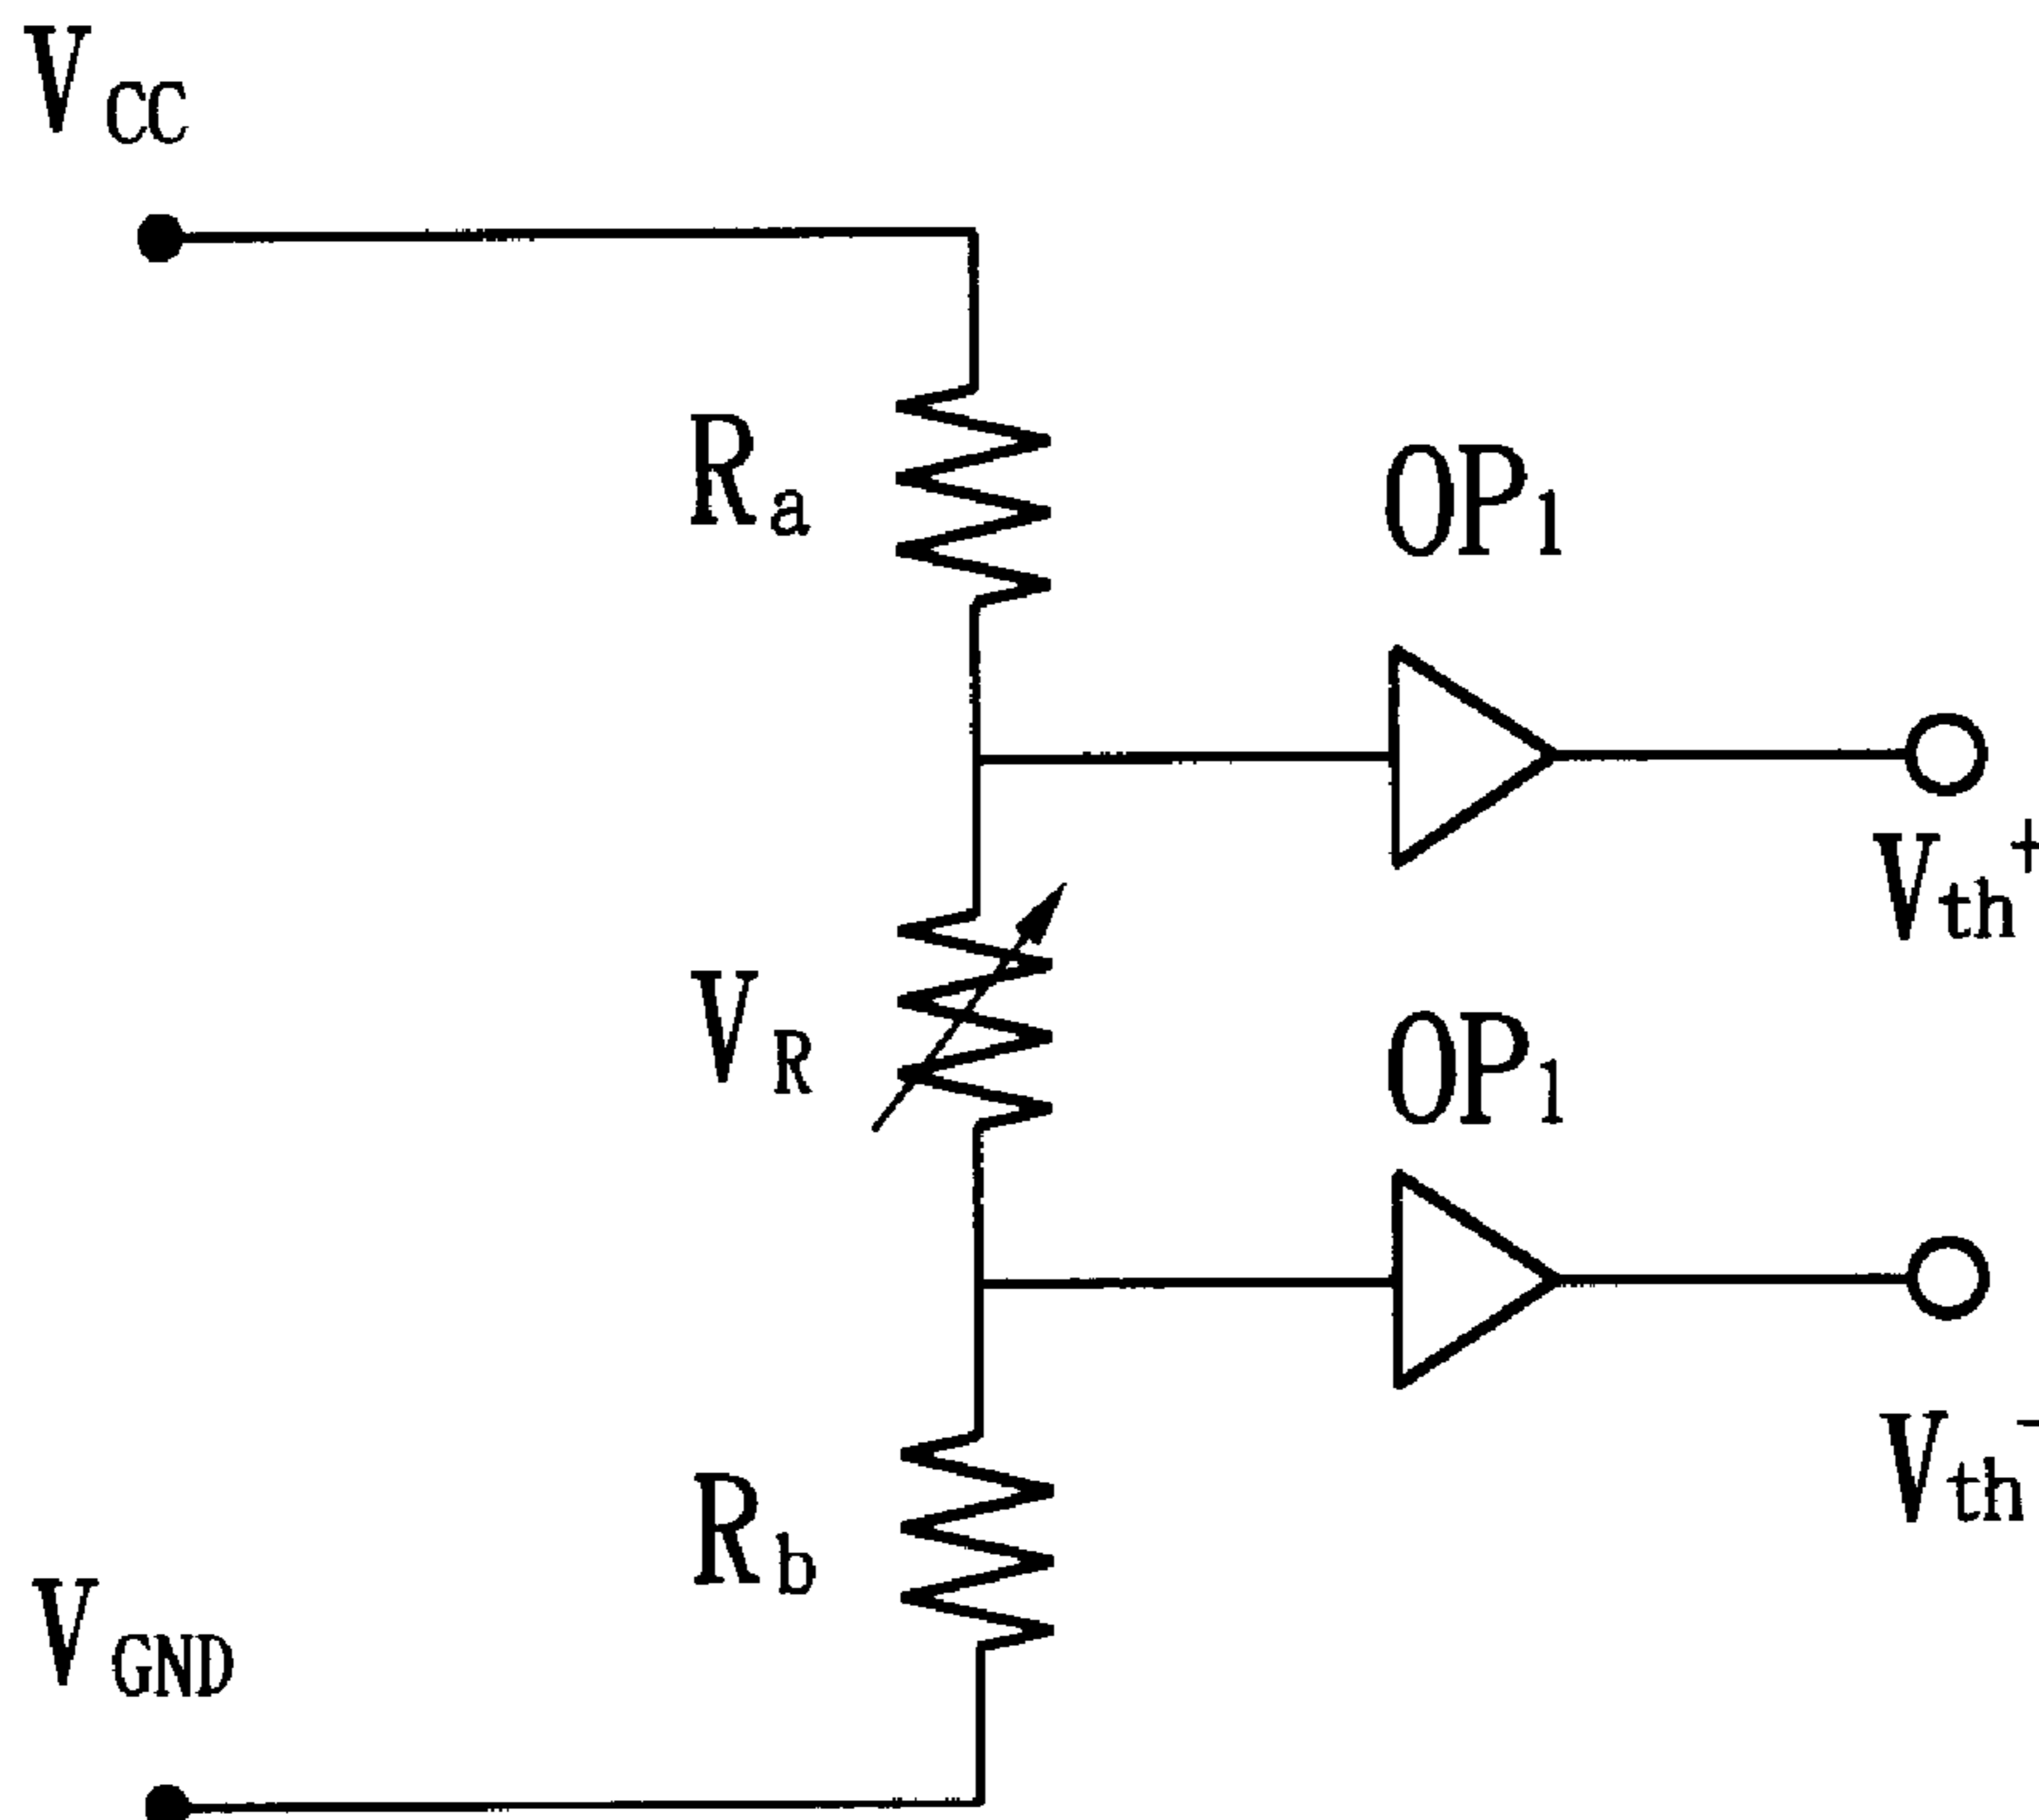 VCC
Ra
OP1
Vth+
VR
OP1
Vth-
Rb
VGND